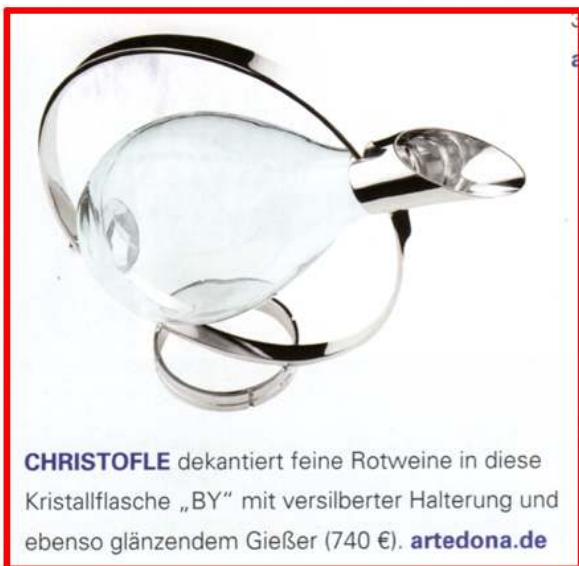 CHRISTOFLE dekantiert feine Rotweine in diese
Kristallflasche „BY“ mit versilberter Halterung und
ebenso glänzendem Gießer (740 €). artedona.de